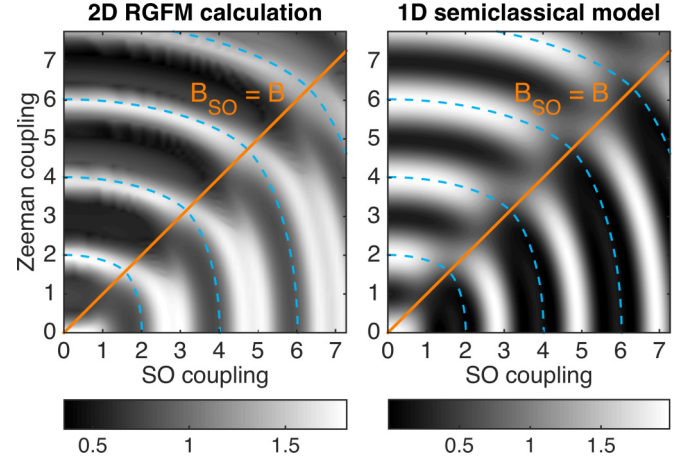 2D RGFM calculation
1D semiclassical model
Zeeman coupling
7
6
5
4
3
2
1
0
B_SO = B
0 1 2 3 4 5 6 7
SO coupling
0.5 1 1.5
7
6
5
4
3
2
1
0
B_SO = B
0 1 2 3 4 5 6 7
SO coupling
0.5 1 1.5